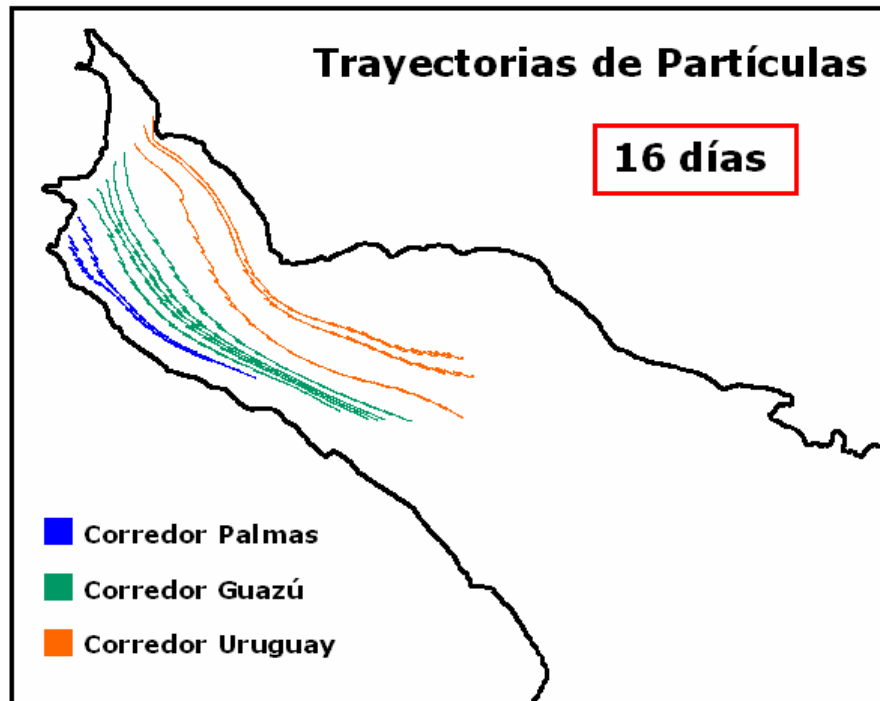 Trayectorias de Partículas
16 días
Corredor Palmas
Corredor Guazú
Corredor Uruguay